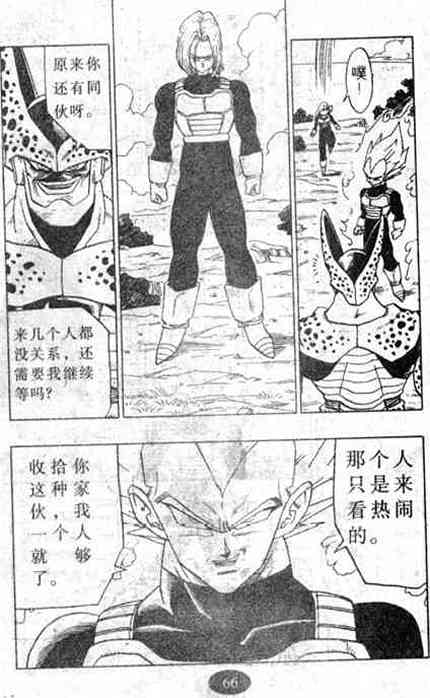 噗!
原来你
还有同
伙呀。
来几个人都
没关系，还
需要我继续
等吗?
那个人
只是来
看热闹
的。
收拾你
这种家
伙，我
一个人
就够
了。
66